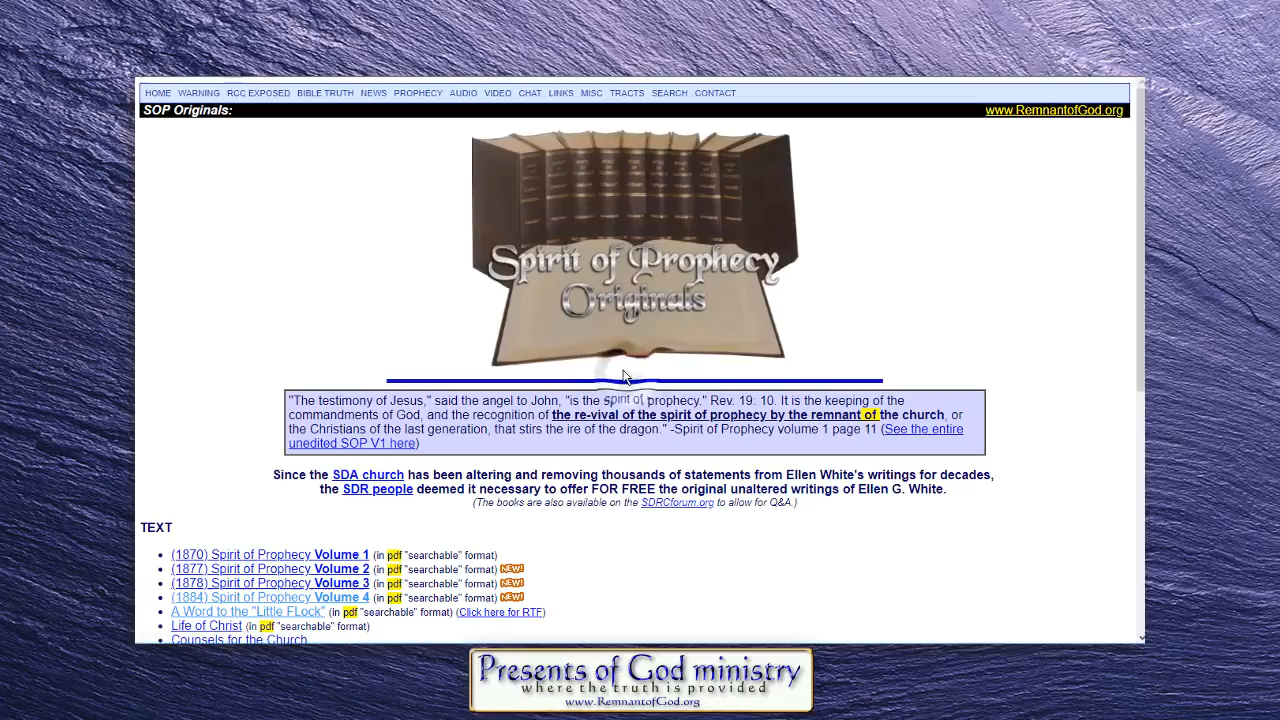 HOME WARNING RCC EXPOSED BIBLE TRUTH NEWS PROPHECY AUDIO VIDEO CHAT LINKS MISC TRACTS SEARCH CONTACT
SOP Originals: www.RemnantofGod.org
Spirit of Prophecy
Originals
"The testimony of Jesus," said the angel to John, "is the spirit of prophecy." Rev. 19: 10. It is the keeping of the
commandments of God, and the recognition of the re-vival of the spirit of prophecy by the remnant of the church, or
the Christians of the last generation, that stirs the ire of the dragon." -Spirit of Prophecy volume 1 page 11 (See the entire
unedited SOP V1 here)
Since the SDA church has been altering and removing thousands of statements from Ellen White's writings for decades,
the SDR people deemed it necessary to offer FOR FREE the original unaltered writings of Ellen G. White.
(The books are also available on the SDRCforum.org to allow for Q&A.)
TEXT
(1870) Spirit of Prophecy Volume 1 (in pdf "searchable" format)
(1877) Spirit of Prophecy Volume 2 (in pdf "searchable" format) NEW!
(1878) Spirit of Prophecy Volume 3 (in pdf "searchable" format) NEW!
(1884) Spirit of Prophecy Volume 4 (in pdf "searchable" format) NEW!
A Word to the "Little FLock" (in pdf "searchable" format) (Click here for RTF)
Life of Christ (in pdf "searchable" format)
Counsels for the Church
Presents of God ministry
where the truth is provided
www.RemnantofGod.org